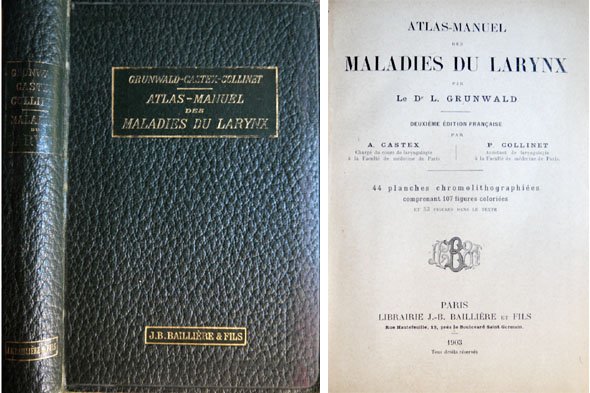 GRUNW
CASTEX
COLLIN
MALADIE
DU
GRUNWALD-CASTEX-COLLINET
ATLAS-MANUEL
DES
MALADIES DU LARYNX
J.B. BAILLIÈRE & FILS
ATLAS-MANUEL
DES
MALADIES DU LARYNX
PAR
Le Dr L. GRUNWALD
DEUXIÈME ÉDITION FRANÇAISE
PAR
A. CASTEX
Chargé du cours de laryngologie
à la Faculté de médecine de Paris
P. COLLINET
Assistant de laryngologie
à la Faculté de médecine de Paris.
44 planches chromolithographiées
comprenant 107 figures coloriées
ET 53 FIGURES DANS LE TEXTE
PARIS
LIBRAIRIE J.-B. BAILLIÈRE ET FILS
Rue Hautefeuille, 19, près le Boulevard Saint-Germain.
1903
Tous droits réservés